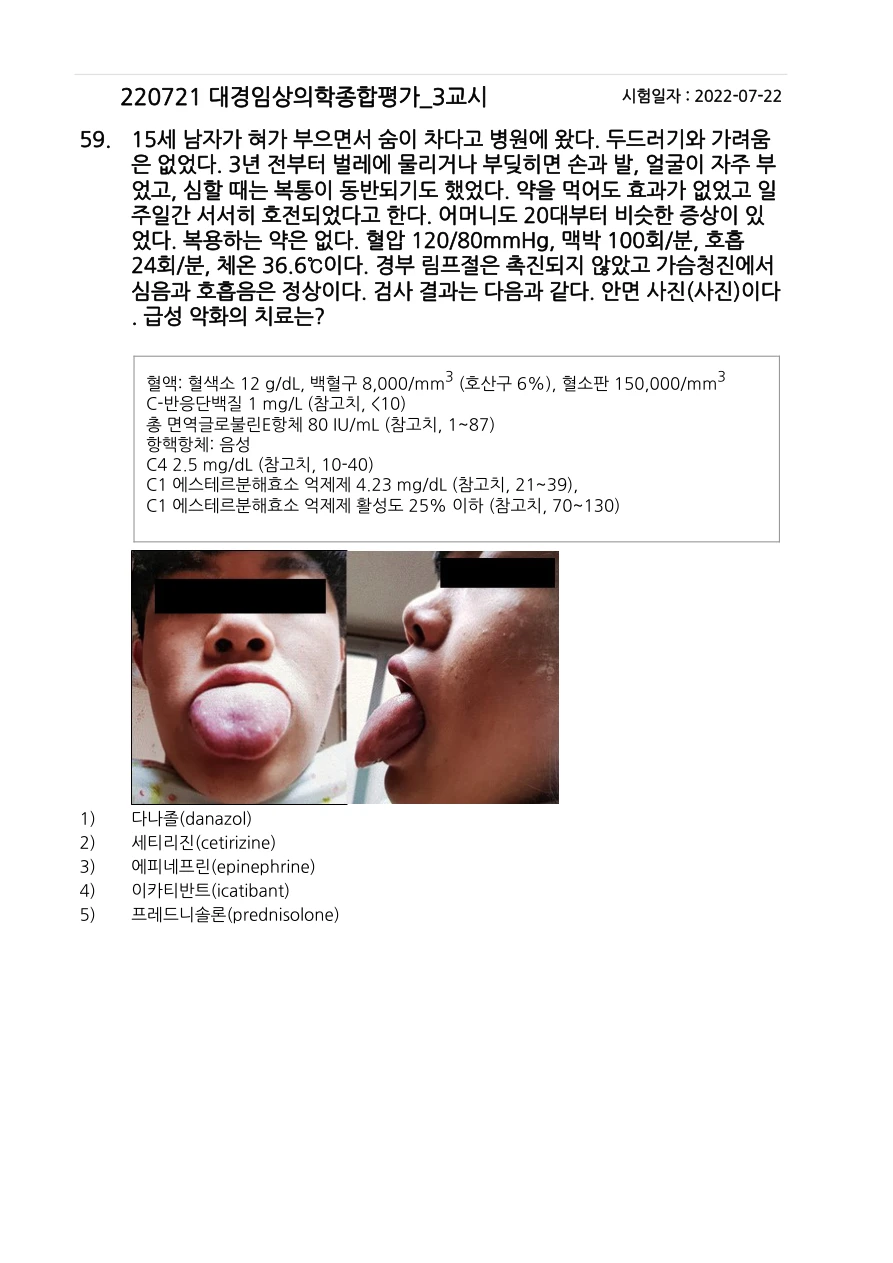 220721 대경임상의학종합평가_3교시 시험일자 : 2022-07-22
59. 15세 남자가 혀가 부으면서 숨이 차다고 병원에 왔다. 두드러기와 가려움
은 없었다. 3년 전부터 벌레에 물리거나 부딪히면 손과 발, 얼굴이 자주 부
었고, 심할 때는 복통이 동반되기도 했었다. 약을 먹어도 효과가 없었고 일
주일간 서서히 호전되었다고 한다. 어머니도 20대부터 비슷한 증상이 있
었다. 복용하는 약은 없다. 혈압 120/80mmHg, 맥박 100회/분, 호흡
24회/분, 체온 36.6℃이다. 경부 림프절은 촉진되지 않았고 가슴청진에서
심음과 호흡음은 정상이다. 검사 결과는 다음과 같다. 안면 사진(사진)이다
. 급성 악화의 치료는?
혈액: 혈색소 12 g/dL, 백혈구 8,000/mm³ (호산구 6%), 혈소판 150,000/mm³
C-반응단백질 1 mg/L (참고치, <10)
총 면역글로불린E항체 80 IU/mL (참고치, 1~87)
항핵항체: 음성
C4 2.5 mg/dL (참고치, 10-40)
C1 에스테르분해효소 억제제 4.23 mg/dL (참고치, 21~39),
C1 에스테르분해효소 억제제 활성도 25% 이하 (참고치, 70~130)
1) 다나졸(danazol)
2) 세티리진(cetirizine)
3) 에피네프린(epinephrine)
4) 이카티반트(icatibant)
5) 프레드니솔론(prednisolone)